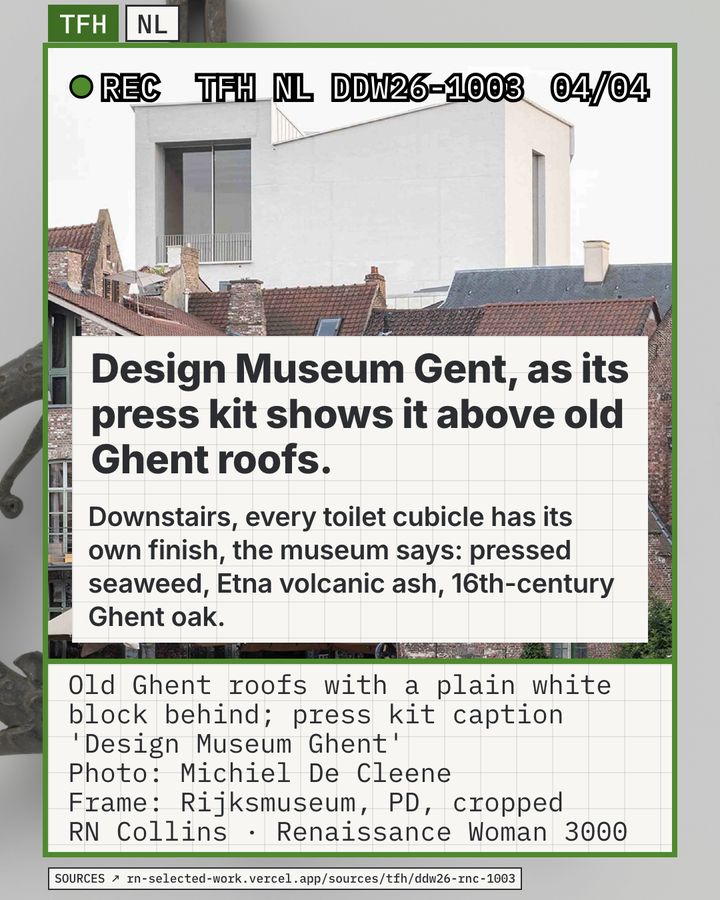 TFH NL
REC TFH NL DDW26-1003 04/04
Design Museum Gent, as its
press kit shows it above old
Ghent roofs.
Downstairs, every toilet cubicle has its
own finish, the museum says: pressed
seaweed, Etna volcanic ash, 16th-century
Ghent oak.
Old Ghent roofs with a plain white
block behind; press kit caption
'Design Museum Ghent'
Photo: Michiel De Cleene
Frame: Rijksmuseum, PD, cropped
RN Collins · Renaissance Woman 3000
SOURCES ↗ rn-selected-work.vercel.app/sources/tfh/ddw26-rnc-1003